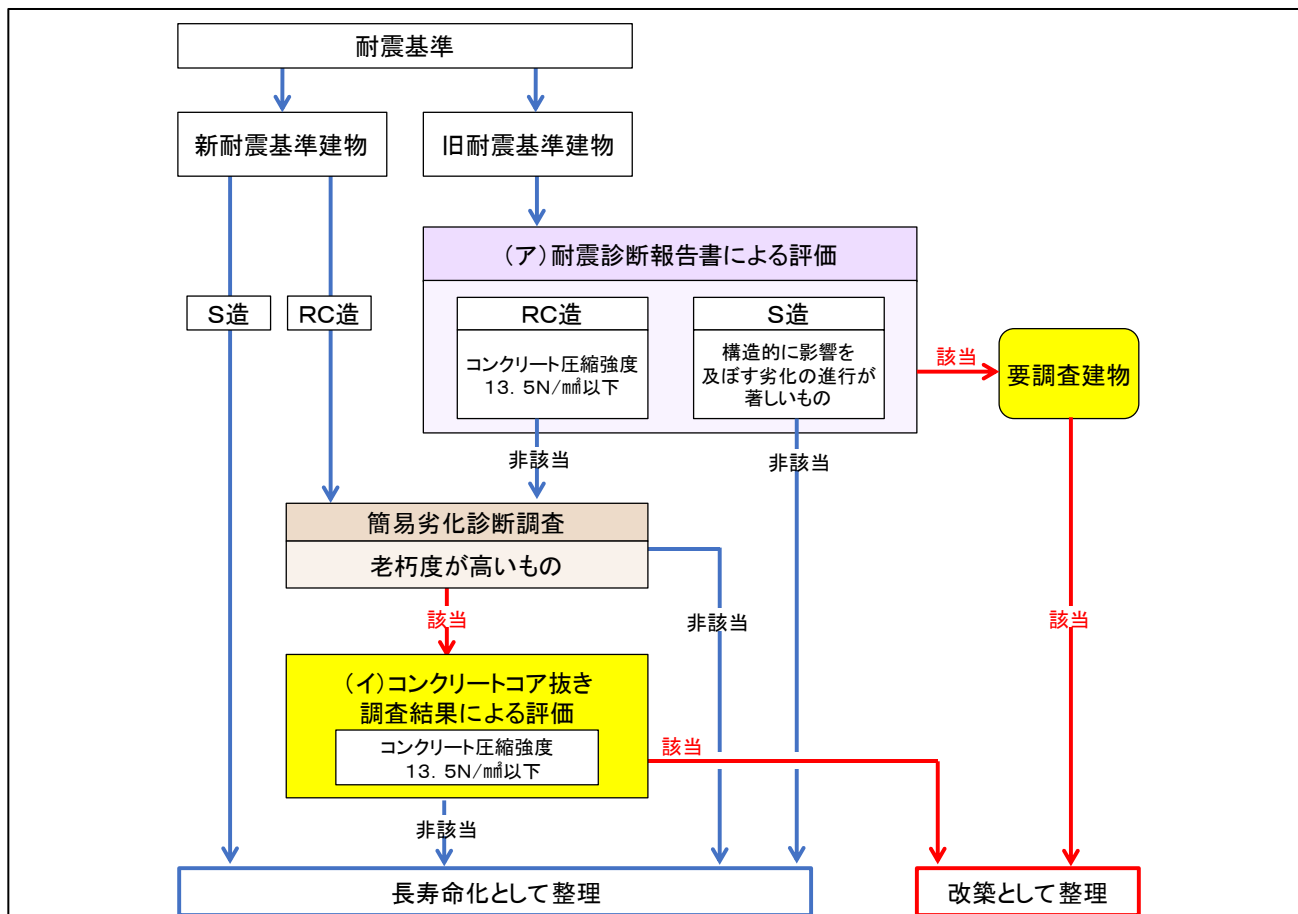 耐震基準
新耐震基準建物
旧耐震基準建物
(ア)耐震診断報告書による評価
S造
RC造
RC造
コンクリート圧縮強度
13.5N/㎟以下
S造
構造的に影響を
及ぼす劣化の進行が
著しいもの
該当
要調査建物
非該当
非該当
簡易劣化診断調査
老朽度が高いもの
該当
非該当
該当
(イ)コンクリートコア抜き
調査結果による評価
コンクリート圧縮強度
13.5N/㎟以下
該当
非該当
長寿命化として整理
改築として整理